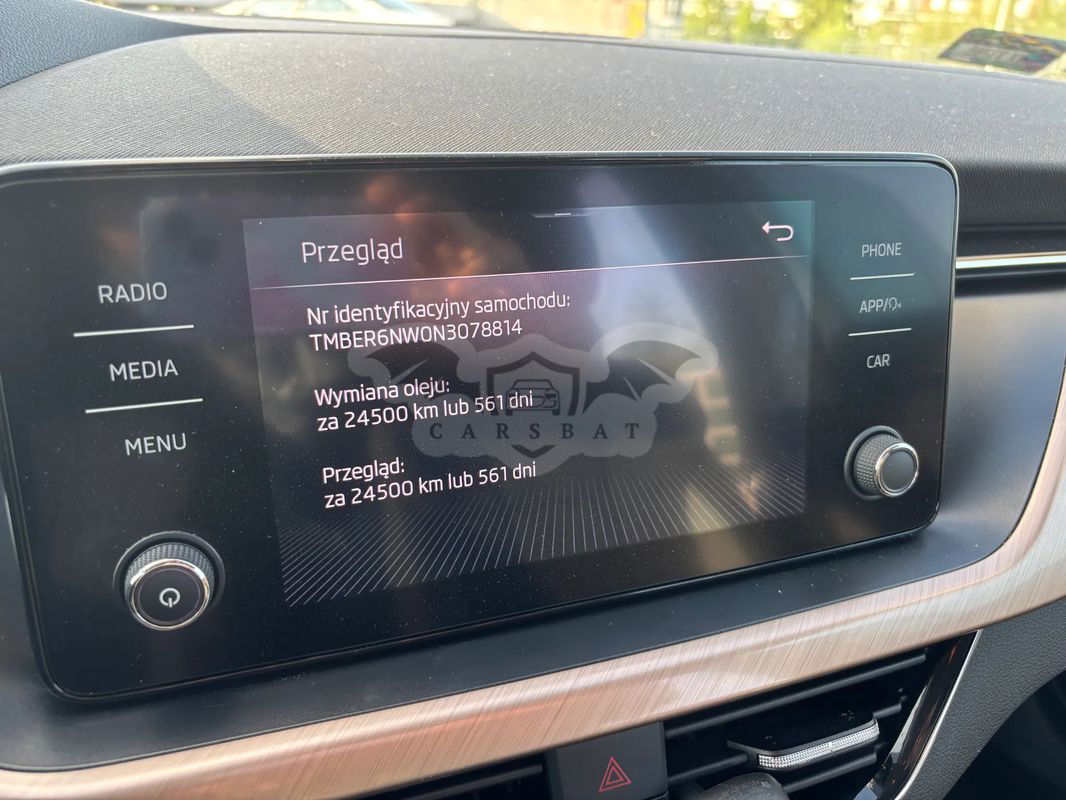 Przegląd
Nr identyfikacyjny samochodu:
TMBER6NW0N3078814
Wymiana oleju:
za 24500 km lub 561 dni
Przegląd:
za 24500 km lub 561 dni
RADIO
MEDIA
MENU
PHONE
APP/
CAR
CARSBAT